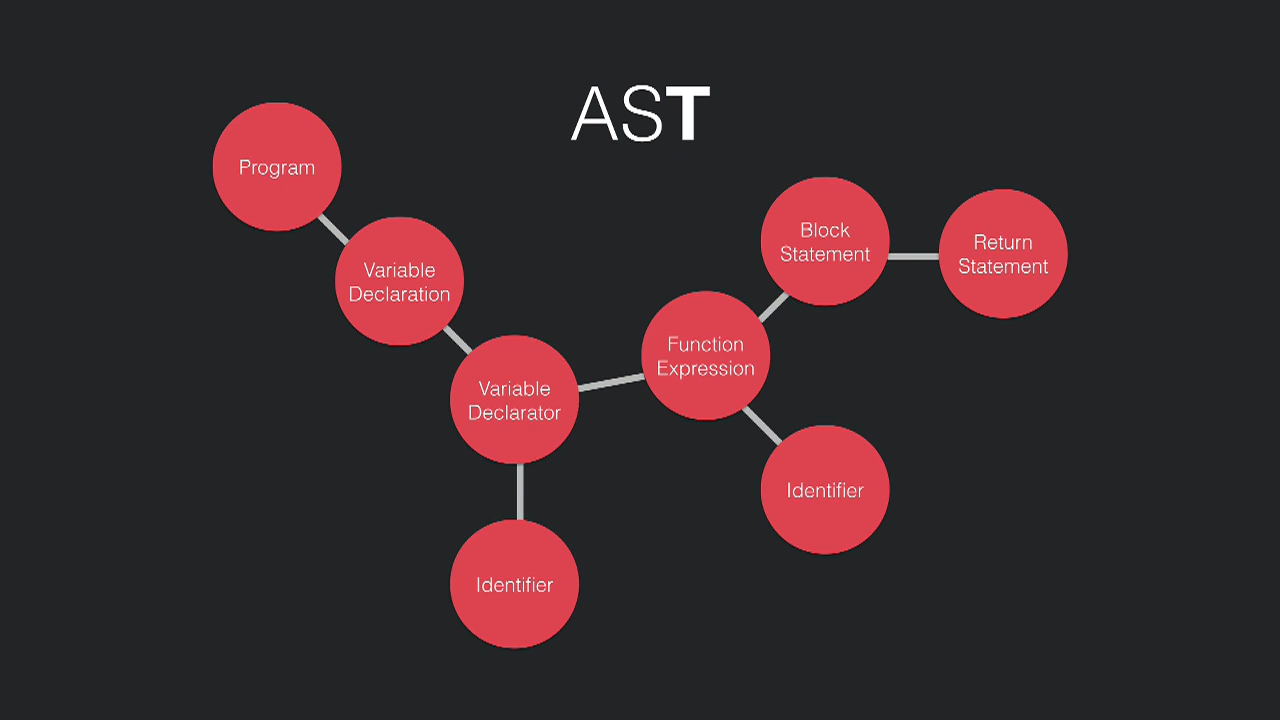 AST
Program
Variable
Declaration
Variable
Declarator
Identifier
Function
Expression
Identifier
Block
Statement
Return
Statement